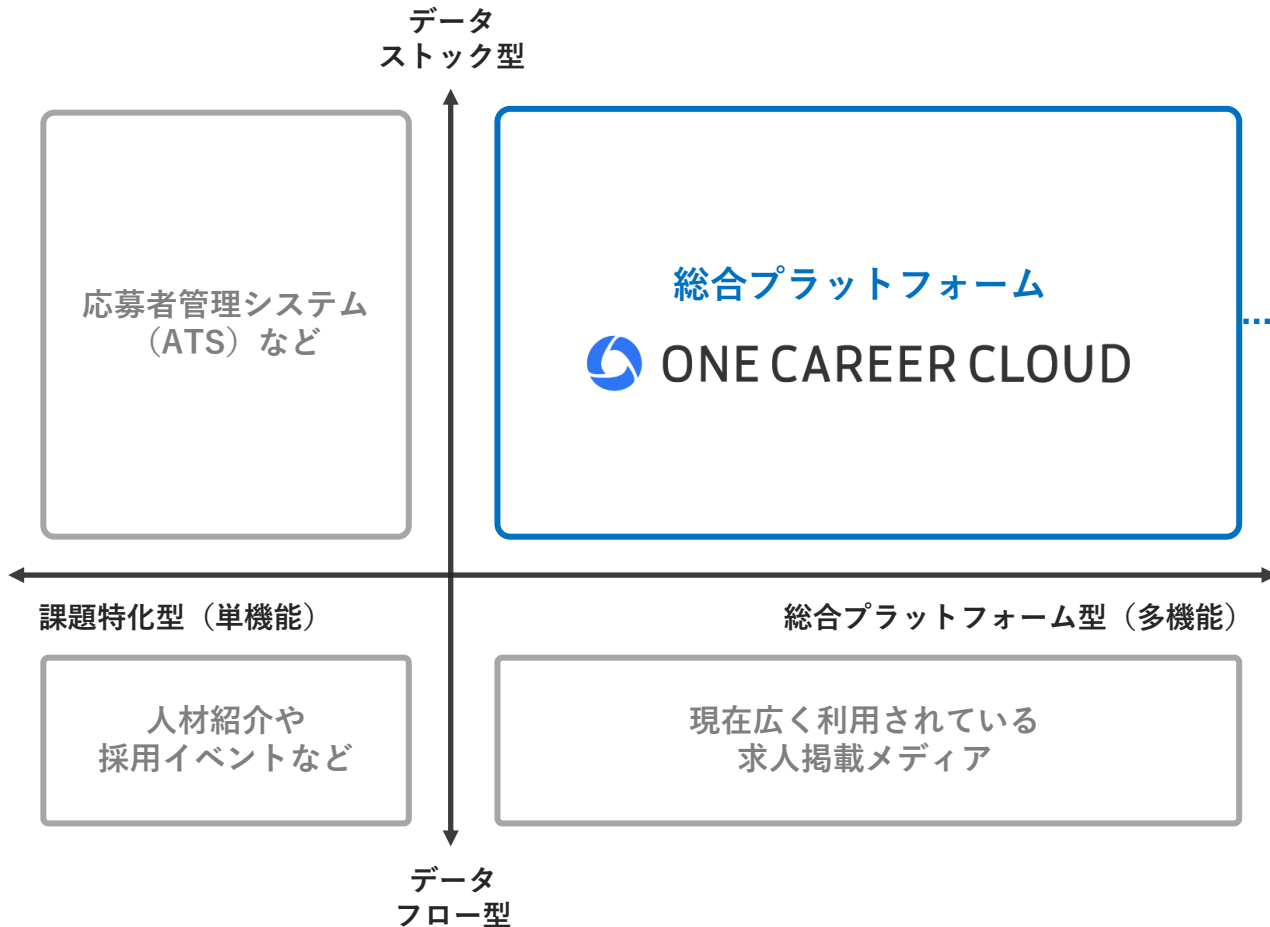 データ
ストック型
応募者管理システム
（ATS）など
総合プラットフォーム
ONE CAREER CLOUD
…
課題特化型（単機能）
総合プラットフォーム型（多機能）
人材紹介や
採用イベントなど
現在広く利用されている
求人掲載メディア
データ
フロー型